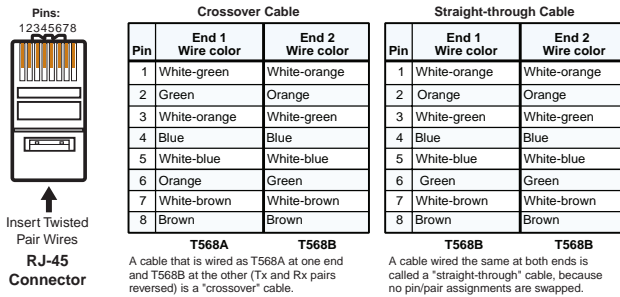 Pins:
12345678
Insert Twisted
Pair Wires
RJ-45
Connector
Crossover Cable
Pin End 1 Wire color End 2 Wire color
1 White-green White-orange
2 Green Orange
3 White-orange White-green
4 Blue Blue
5 White-blue White-blue
6 Orange Green
7 White-brown White-brown
8 Brown Brown
T568A T568B
A cable that is wired as T568A at one end
and T568B at the other (Tx and Rx pairs
reversed) is a "crossover" cable.
Straight-through Cable
Pin End 1 Wire color End 2 Wire color
1 White-orange White-orange
2 Orange Orange
3 White-green White-green
4 Blue Blue
5 White-blue White-blue
6 Green Green
7 White-brown White-brown
8 Brown Brown
T568B T568B
A cable wired the same at both ends is
called a "straight-through" cable, because
no pin/pair assignments are swapped.